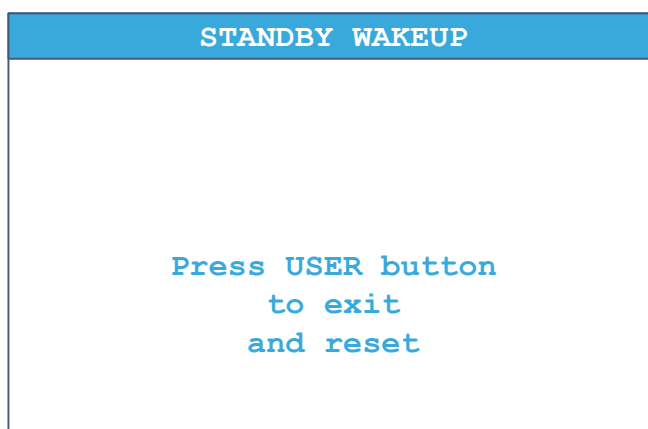 STANDBY WAKEUP
Press USER button
to exit
and reset